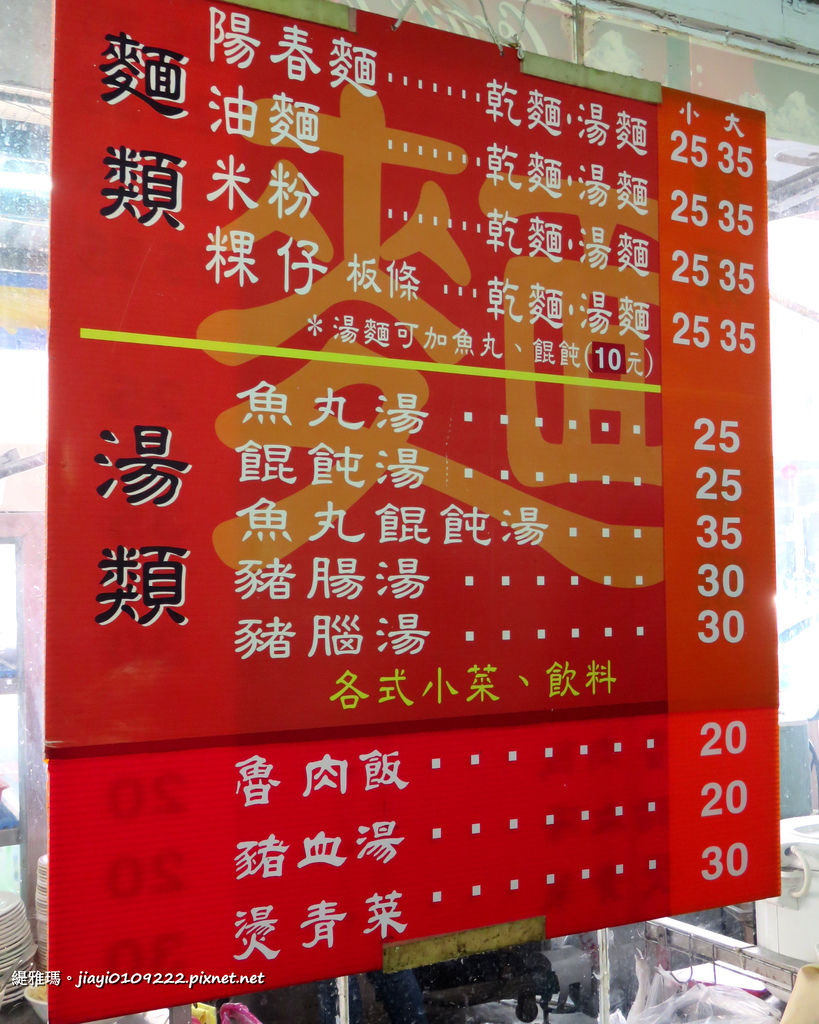 小 大
麵類
陽春麵........乾麵·湯麵 25 35
油麵........乾麵·湯麵 25 35
米粉........乾麵·湯麵 25 35
粿仔 板條...乾麵·湯麵 25 35
＊湯麵可加魚丸、餛飩(10元)
湯類
魚丸湯...... 25
餛飩湯...... 25
魚丸餛飩湯... 35
豬腸湯...... 30
豬腦湯...... 30
各式小菜、飲料
魯肉飯....... 20
豬血湯....... 20
燙青菜....... 30
緹雅瑪。jiayi0109222.pixnet.net